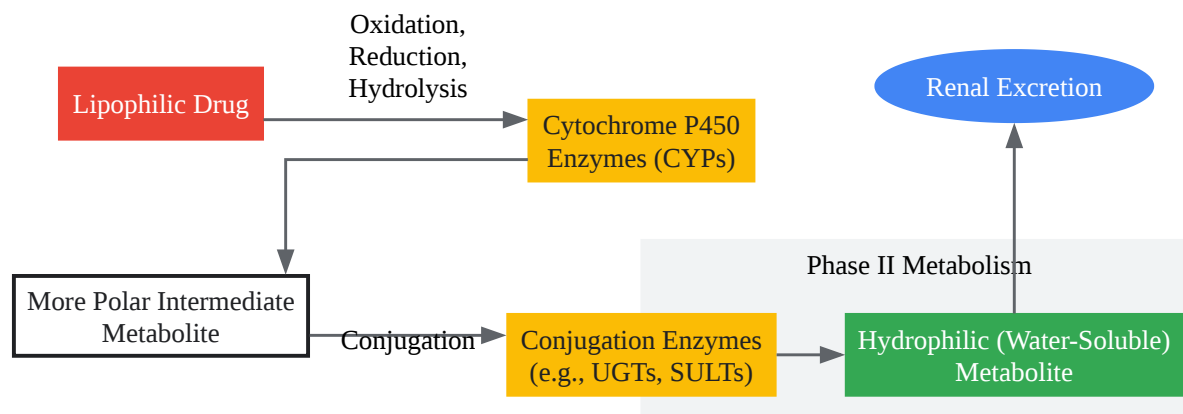 Oxidation,
Reduction,
Hydrolysis
Lipophilic Drug
Cytochrome P450
Enzymes (CYPs)
Renal Excretion
Phase II Metabolism
More Polar Intermediate
Metabolite
Conjugation
Conjugation Enzymes
(e.g., UGTs, SULTs)
Hydrophilic (Water-Soluble)
Metabolite